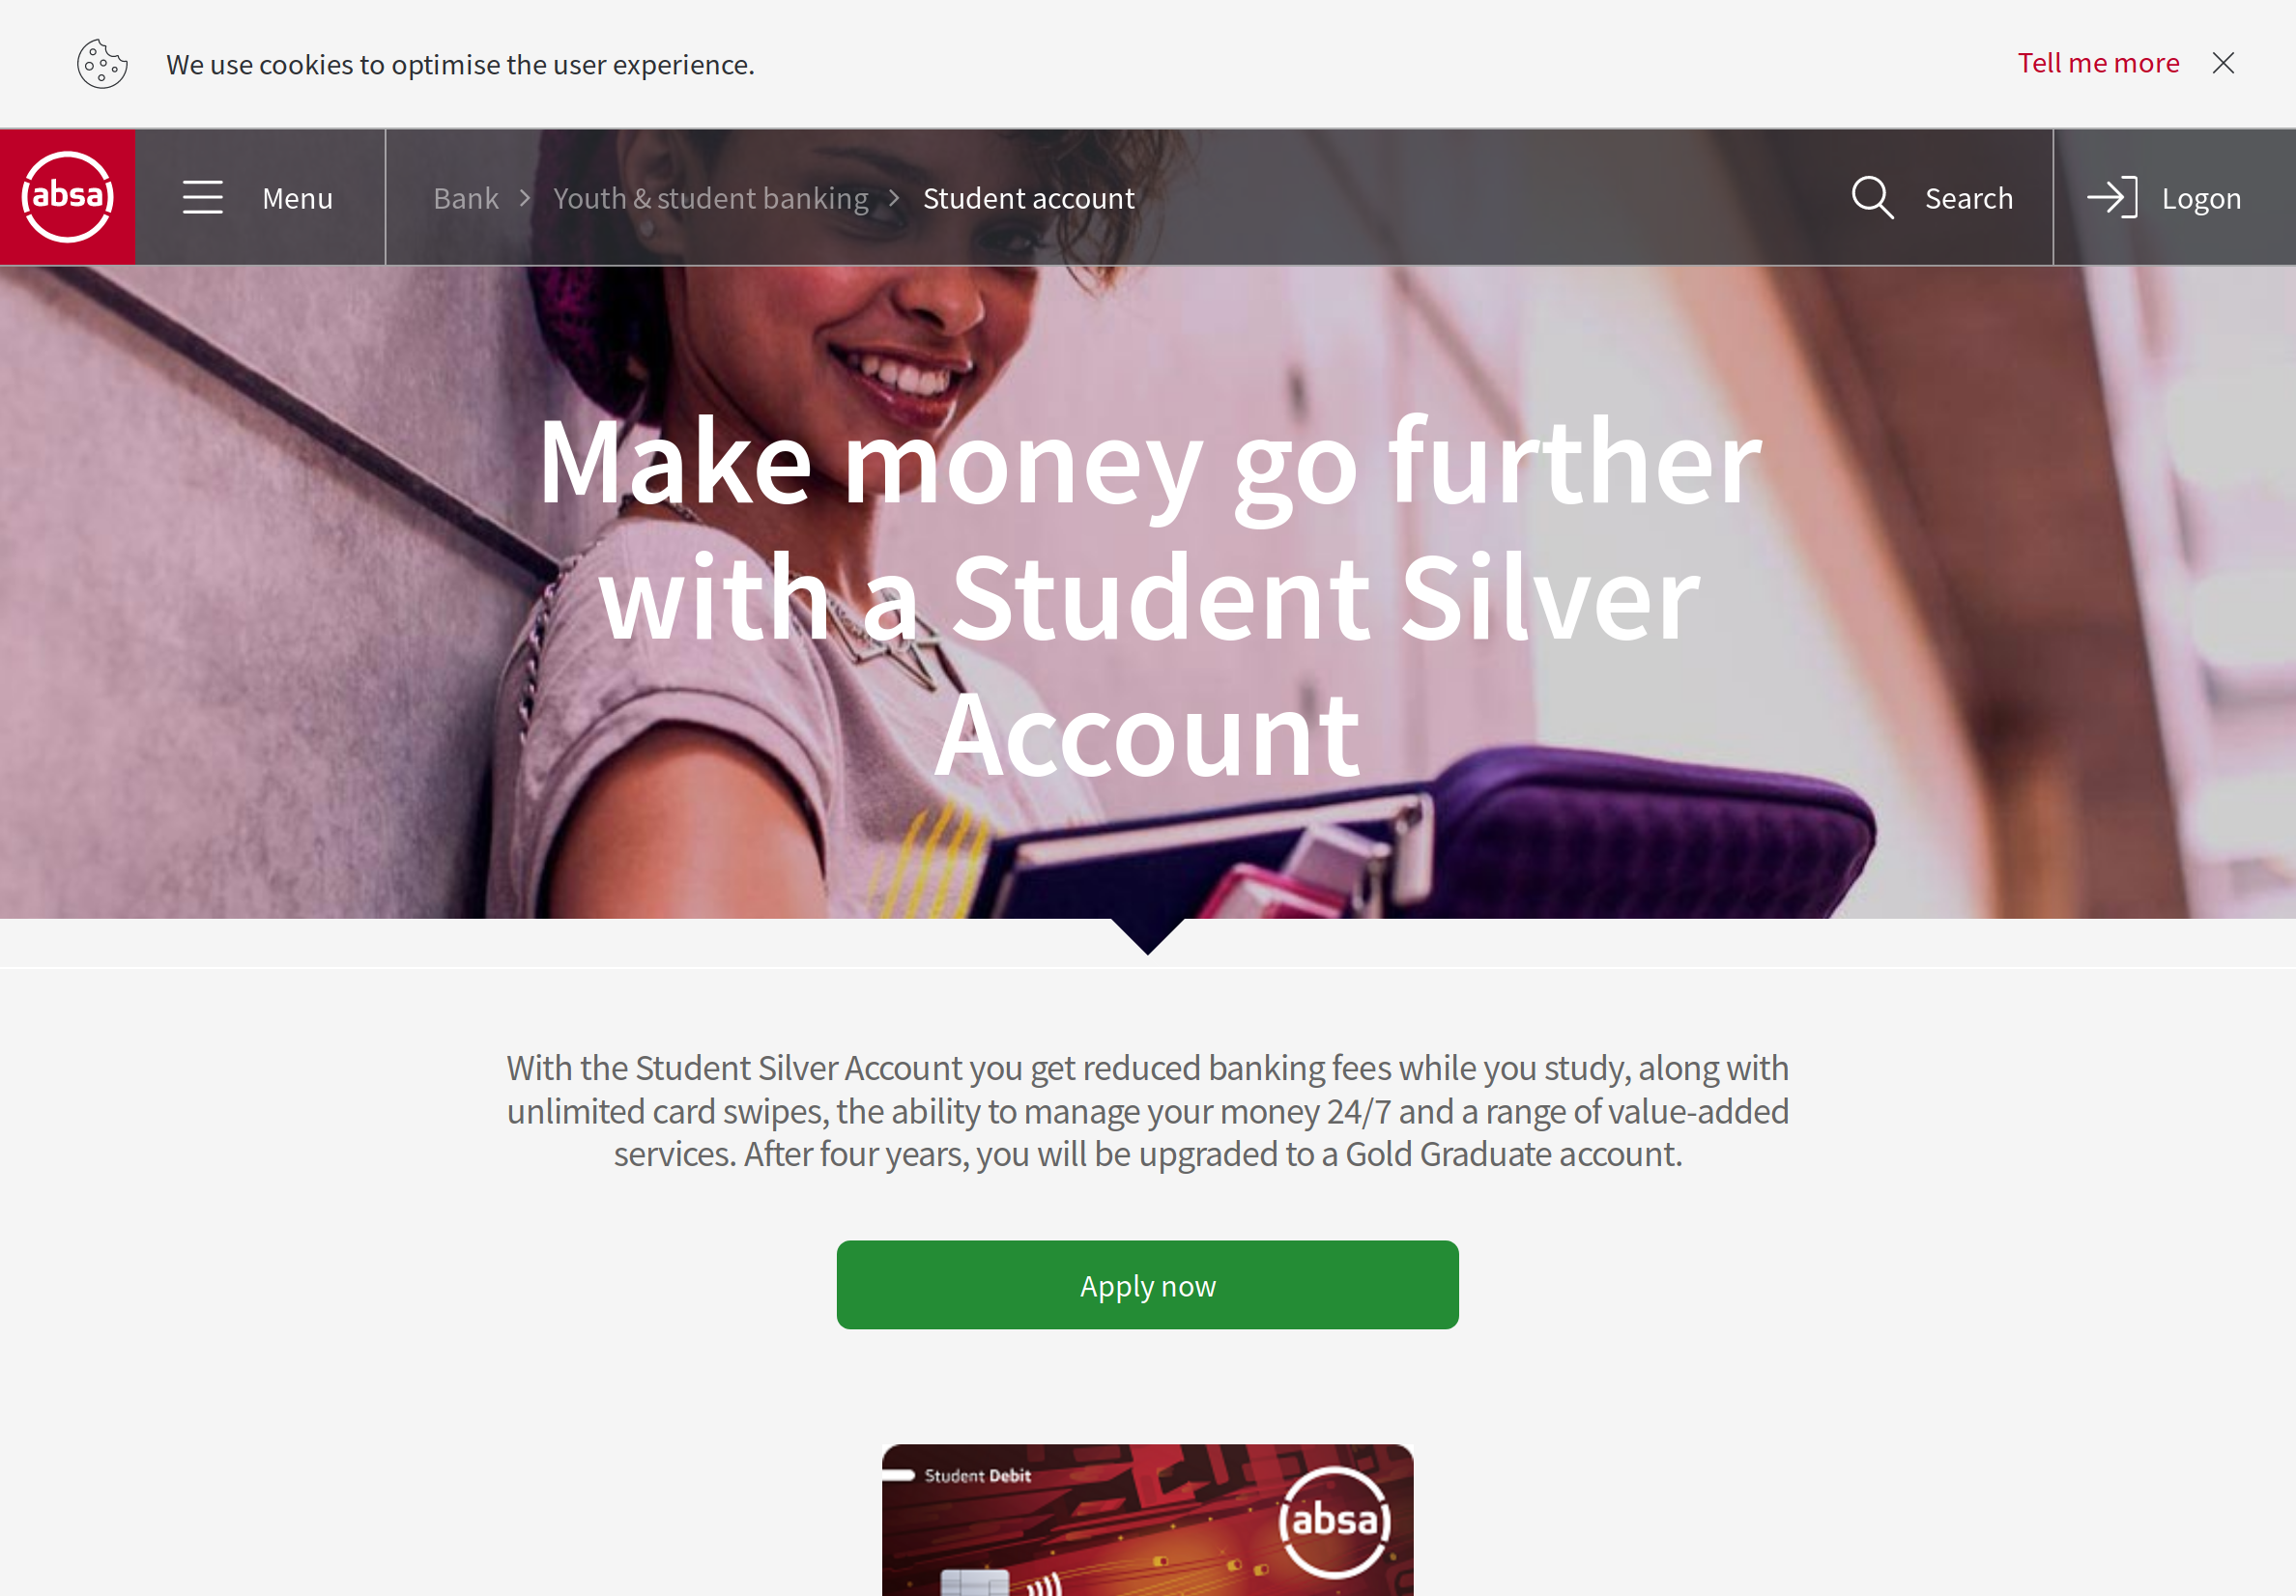 We use cookies to optimise the user experience.
Tell me more
absa
Menu
Bank
Youth & student banking
Student account
Search
Logon
Make money go further
with a Student Silver
Account
With the Student Silver Account you get reduced banking fees while you study, along with
unlimited card swipes, the ability to manage your money 24/7 and a range of value-added
services. After four years, you will be upgraded to a Gold Graduate account.
Apply now
Student Debit
absa